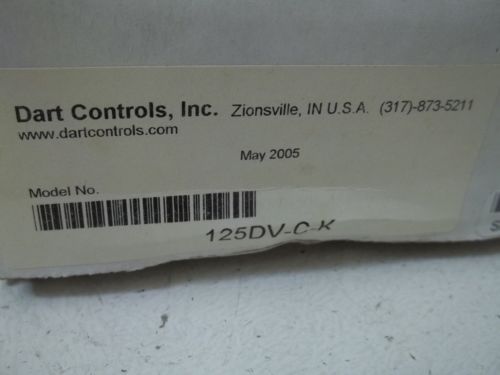 Dart Controls, Inc. Zionsville, IN U.S.A. (317)-873-5211
www.dartcontrols.com
May 2005
Model No.
125DV-C-K